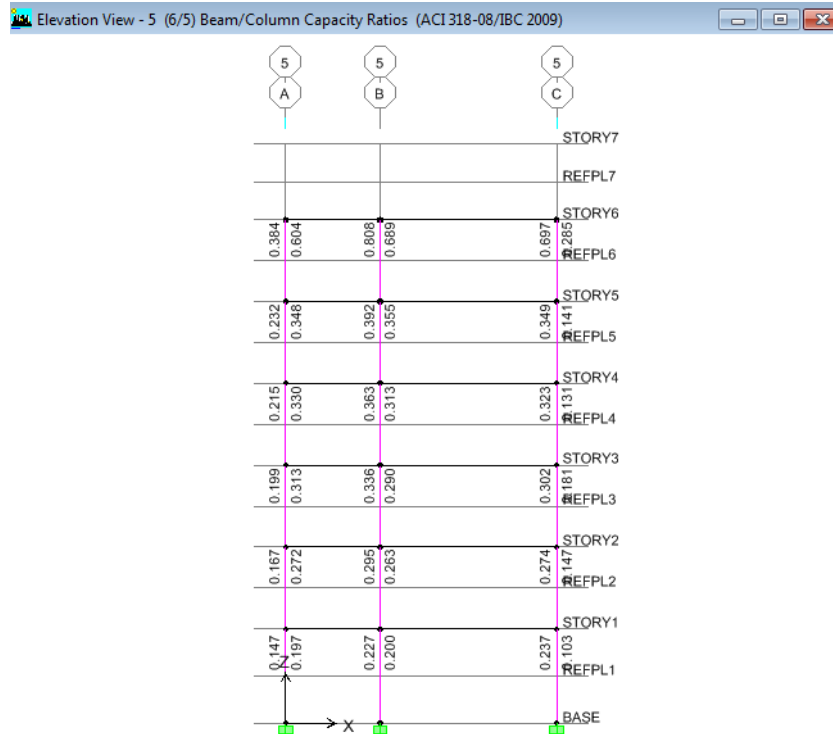 Elevation View - 5 (6/5) Beam/Column Capacity Ratios (ACI 318-08/IBC 2009)
5 5 5
A B C
STORY7
REFPL7
STORY6
0.384 0.604 0.808 0.689 0.697 0.285
REFPL6
STORY5
0.232 0.348 0.392 0.355 0.349 0.141
REFPL5
STORY4
0.215 0.330 0.363 0.313 0.323 0.131
REFPL4
STORY3
0.199 0.313 0.336 0.290 0.302 0.181
REFPL3
STORY2
0.167 0.272 0.295 0.263 0.274 0.147
REFPL2
STORY1
0.147 0.197 0.227 0.200 0.237 0.103
REFPL1
Z
X
BASE